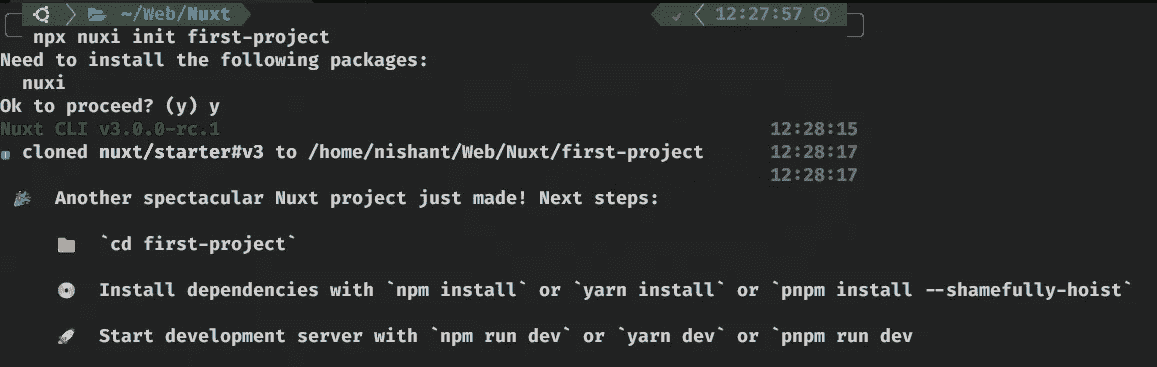 ~/Web/Nuxt 12:27:57
npx nuxi init first-project
Need to install the following packages:
nuxi
Ok to proceed? (y) y
Nuxt CLI v3.0.0-rc.1 12:28:15
cloned nuxt/starter#v3 to /home/nishant/Web/Nuxt/first-project 12:28:17
12:28:17
Another spectacular Nuxt project just made! Next steps:
`cd first-project`
Install dependencies with `npm install` or `yarn install` or `pnpm install --shamefully-hoist`
Start development server with `npm run dev` or `yarn dev` or `pnpm run dev